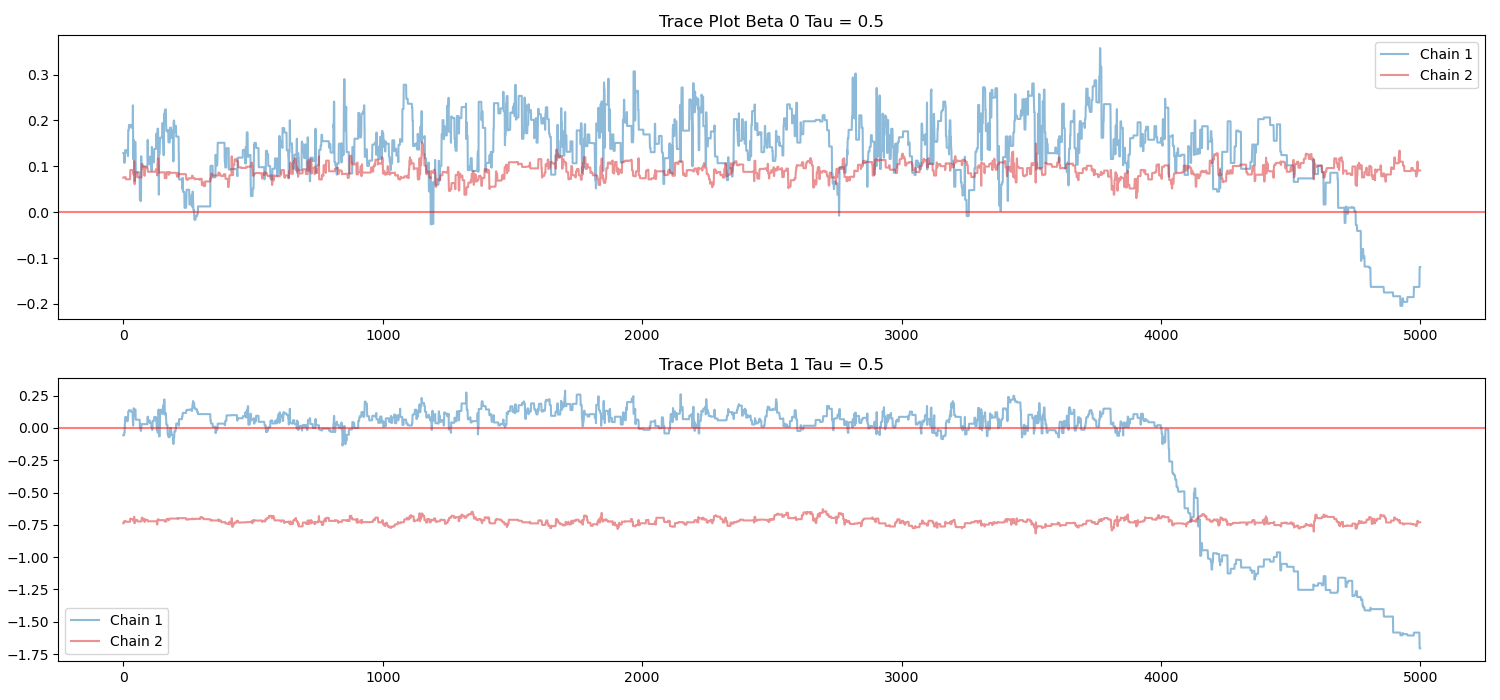 Trace Plot Beta 0 Tau = 0.5
0.3
0.2
0.1
0.0
−0.1
−0.2
Chain 1
Chain 2
0 1000 2000 3000 4000 5000
Trace Plot Beta 1 Tau = 0.5
0.25
0.00
−0.25
−0.50
−0.75
−1.00
−1.25
−1.50
−1.75
Chain 1
Chain 2
0 1000 2000 3000 4000 5000